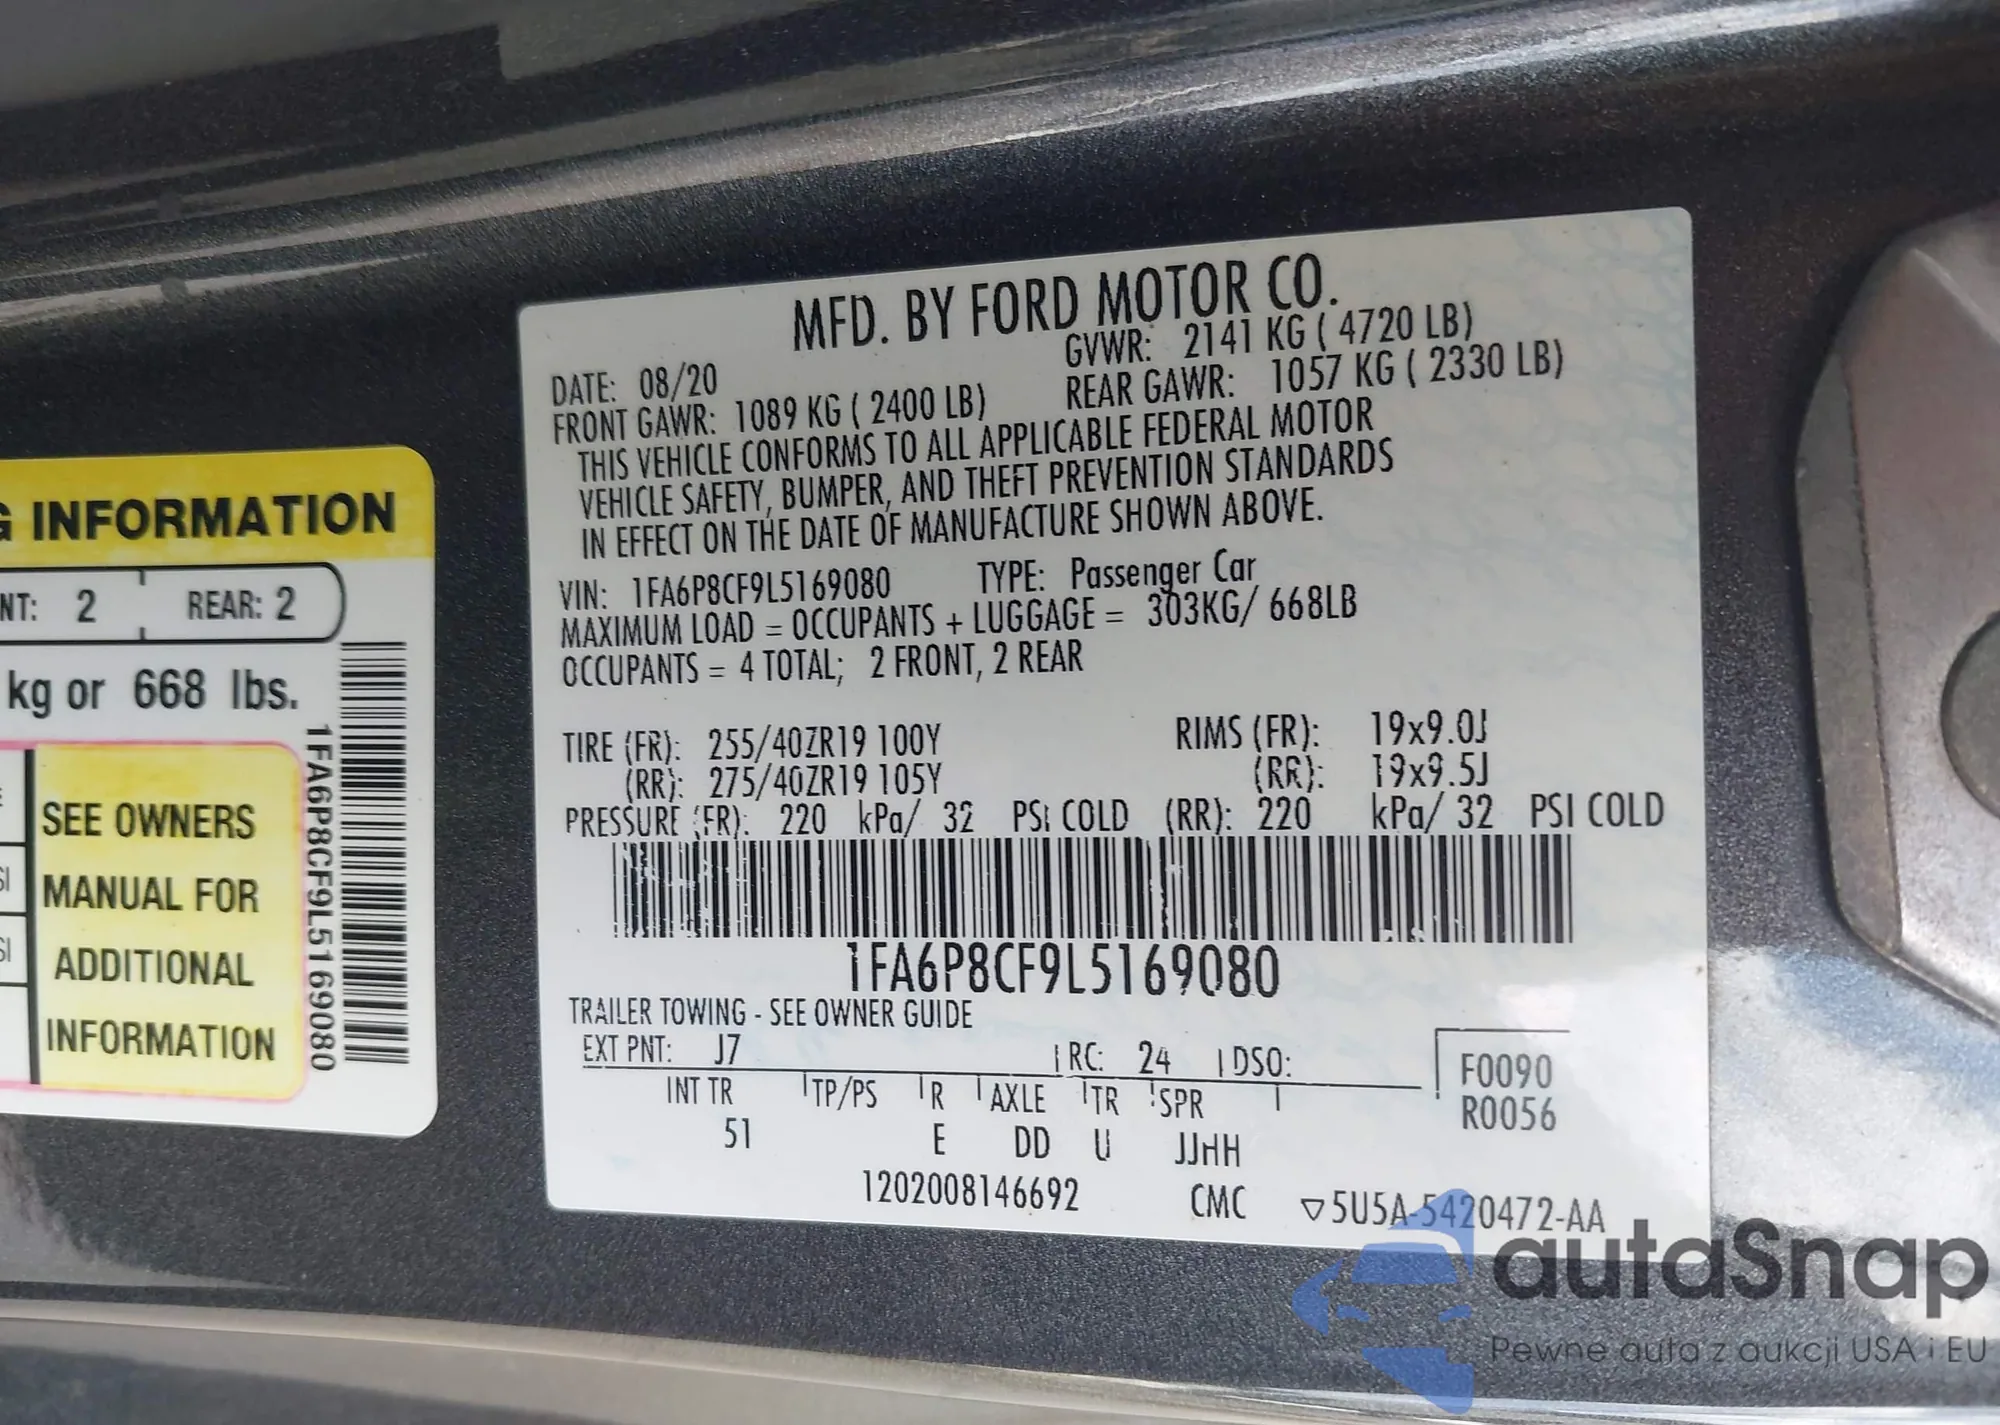 MFD. BY FORD MOTOR CO.
DATE: 08/20 GVWR: 2141 KG ( 4720 LB)
FRONT GAWR: 1089 KG ( 2400 LB) REAR GAWR: 1057 KG ( 2330 LB)
THIS VEHICLE CONFORMS TO ALL APPLICABLE FEDERAL MOTOR
VEHICLE SAFETY, BUMPER, AND THEFT PREVENTION STANDARDS
IN EFFECT ON THE DATE OF MANUFACTURE SHOWN ABOVE.
VIN: 1FA6P8CF9L5169080 TYPE: Passenger Car
MAXIMUM LOAD = OCCUPANTS + LUGGAGE = 303KG/ 668LB
OCCUPANTS = 4 TOTAL; 2 FRONT, 2 REAR
TIRE (FR): 255/40ZR19 100Y RIMS (FR): 19x9.0J
(RR): 275/40ZR19 105Y (RR): 19x9.5J
PRESSURE (FR): 220 kPa/ 32 PSI COLD (RR): 220 kPa/ 32 PSI COLD
1FA6P8CF9L5169080
TRAILER TOWING - SEE OWNER GUIDE
EXT PNT: J7 RC: 24 DSO:
INT TR TP/PS R AXLE TR SPR
51 E DD U JJHH
F0090
R0056
1202008146692 CMC ▽5U5A-5420472-AA
G INFORMATION
NT: 2 REAR: 2
kg or 668 lbs.
SEE OWNERS
MANUAL FOR
ADDITIONAL
INFORMATION
SI
SI
1FA6P8CF9L5169080
autaSnap
Pewne auta z aukcji USA i EU